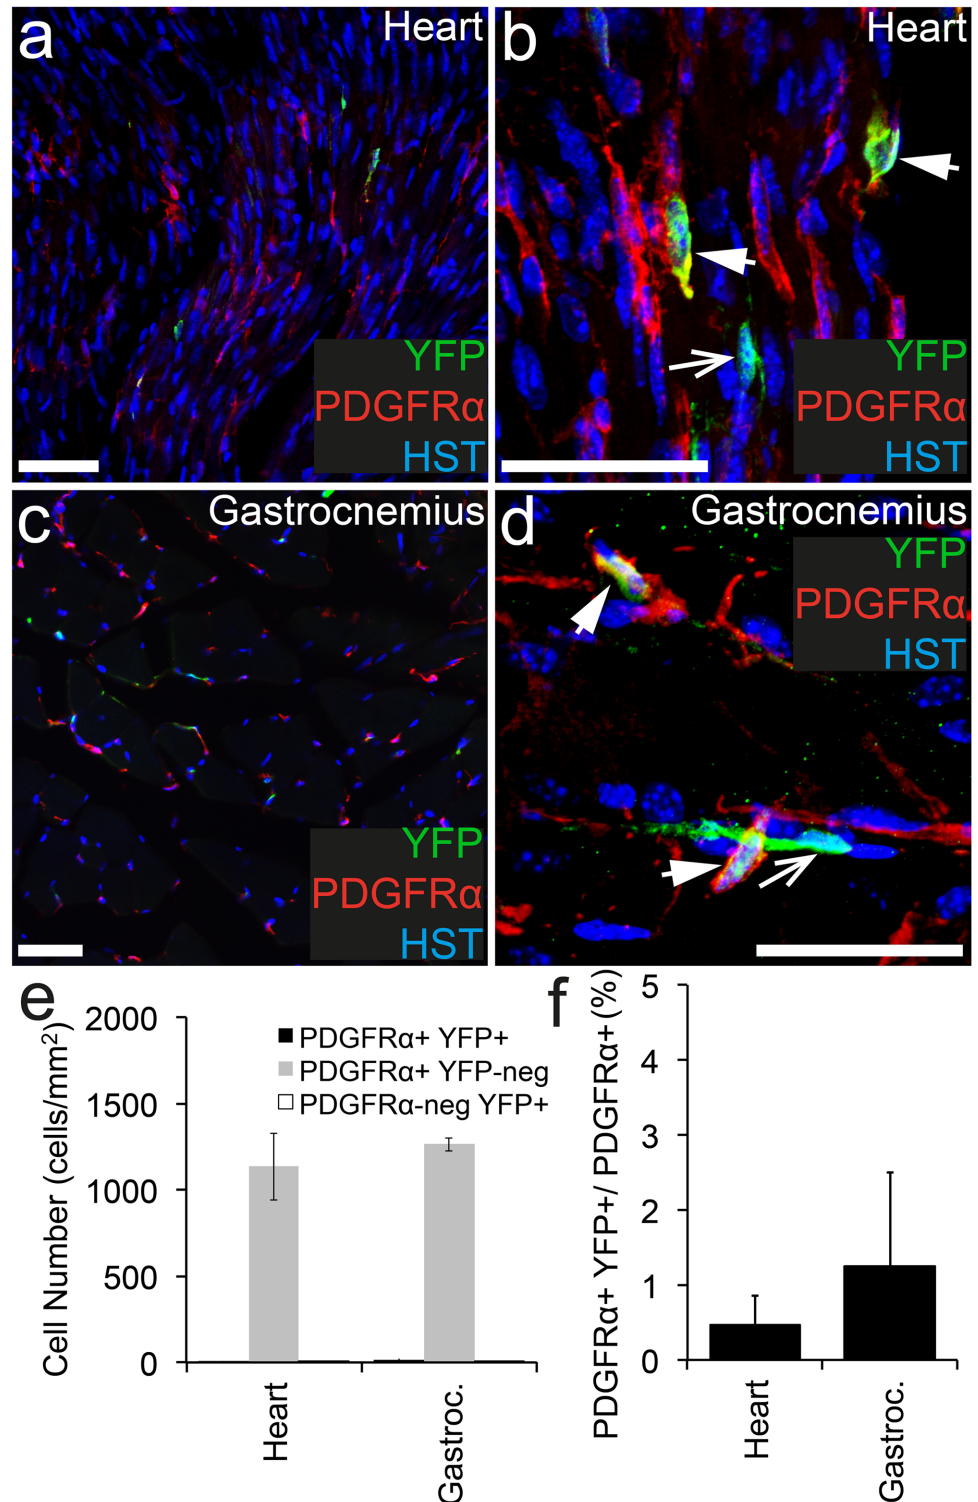 a
Heart
YFP
PDGFRα
HST
b
Heart
YFP
PDGFRα
HST
c
Gastrocnemius
YFP
PDGFRα
HST
d
Gastrocnemius
YFP
PDGFRα
HST
e
Cell Number (cells/mm²)
2000
1500
1000
500
0
PDGFRα+ YFP+
PDGFRα+ YFP-neg
PDGFRα-neg YFP+
Heart
Gastroc.
f
PDGFRα+ YFP+/ PDGFRα+(%)
5
4
3
2
1
0
Heart
Gastroc.